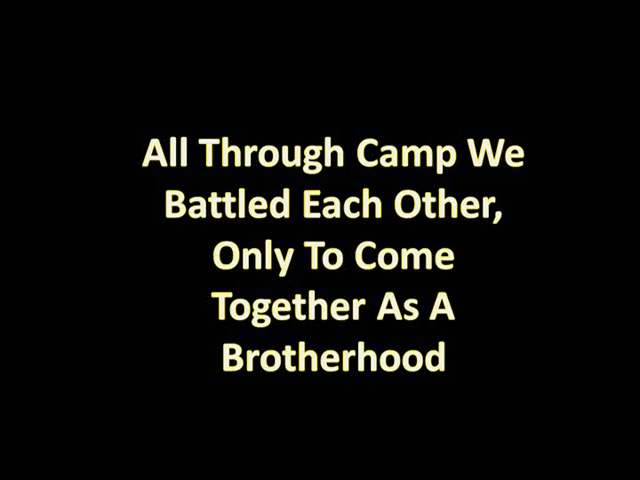 All Through Camp We
Battled Each Other,
Only To Come
Together As A
Brotherhood